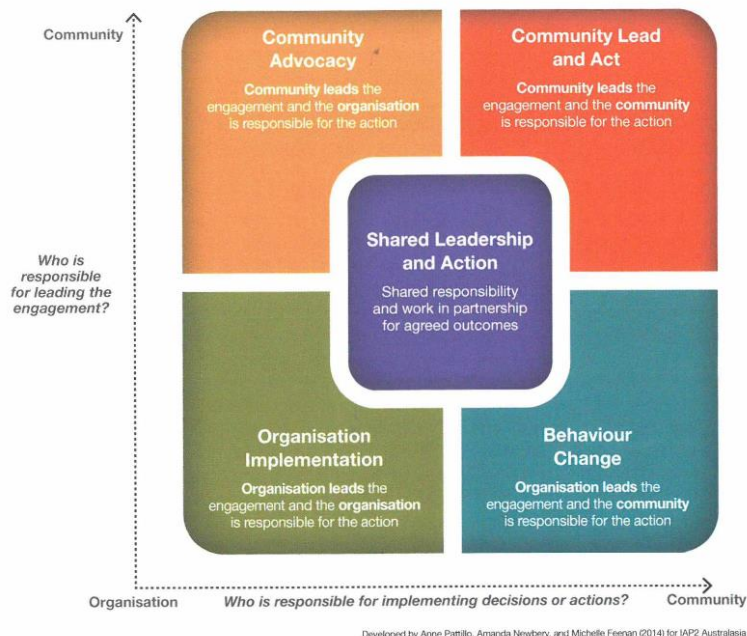 Community
Community
Advocacy
Community leads the
engagement and the organisation
is responsible for the action
Community Lead
and Act
Community leads the
engagement and the community
is responsible for the action
Who is
responsible
for leading the
engagement?
Shared Leadership
and Action
Shared responsibility
and work in partnership
for agreed outcomes
Organisation
Implementation
Organisation leads the
engagement and the organisation
is responsible for the action
Behaviour
Change
Organisation leads the
engagement and the community
is responsible for the action
Organisation
Who is responsible for implementing decisions or actions?
Community
Developed by Anne Pattillo, Amanda Newbery, and Michelle Feenan (2014) for IAP2 Australasia